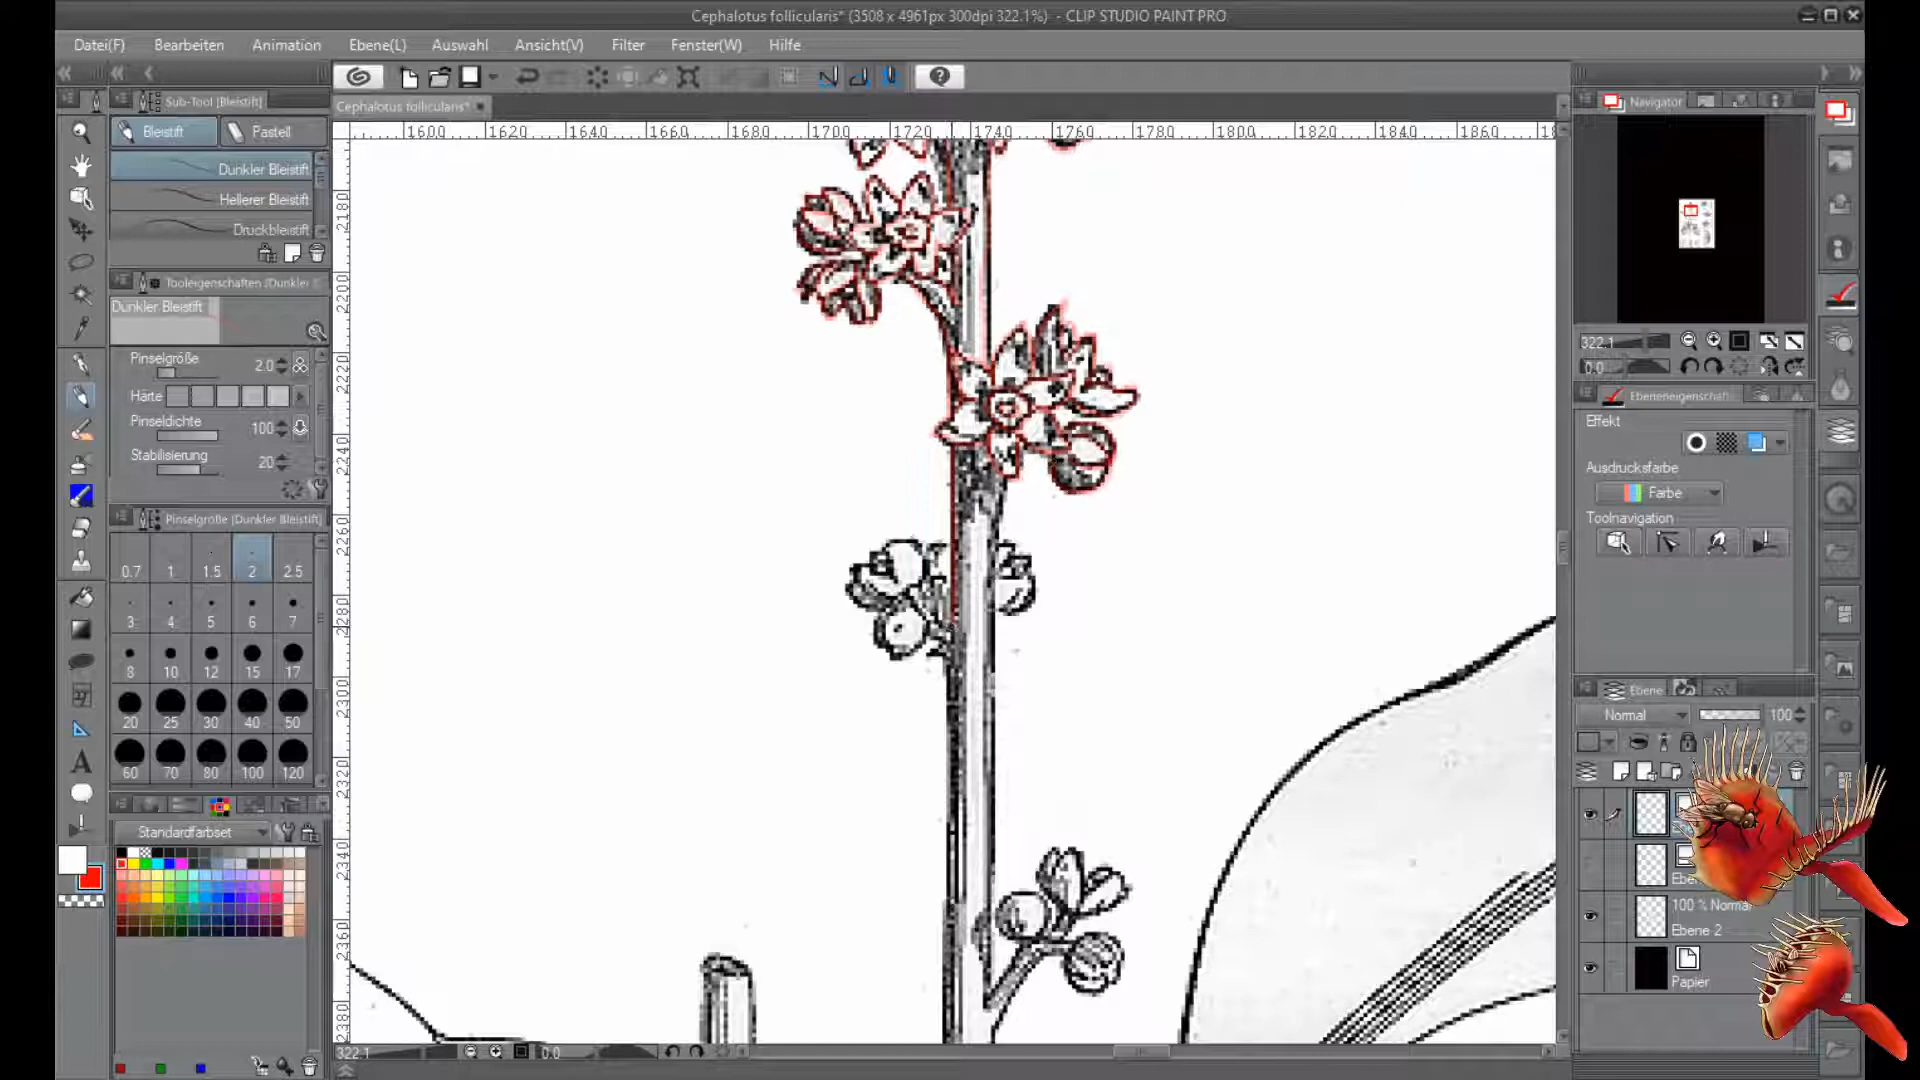 Cephalotus follicularis* (3508 x 4961px 300dpi 322.1%) - CLIP STUDIO PAINT PRO
Datei(F) Bearbeiten Animation Ebene(L) Auswahl Ansicht(V) Filter Fenster(W) Hilfe
Sub-Tool [Bleistift]
Cephalotus follicularis*
Navigator
Bleistift Pastell
1600 1620 1640 1660 1680 1700 1720 1740 1760 1780 1800 1820 1840 1860 18
Dunkler Bleistift
Hellerer Bleistift
Druckbleistift
2180
2200
2220
2240
2260
2280
2300
2320
2340
2360
2380
Tooleigenschaften [Dunkler
Dunkler Bleistift
Pinselgröße 2.0
Härte
Pinseldichte 100
Stabilisierung 20
322.1
0.0
Effekt
Ausdrucksfarbe
Farbe
Toolnavigation
Pinselgröße [Dunkler Bleistift]
0.7 1 1.5 2 2.5
3 4 5 6 7
8 10 12 15 17
20 25 30 40 50
60 70 80 100 120
Ebene
Normal 100
Standardfarbset
100 % Normal
Ebene 2
Papier
322.1 0.0